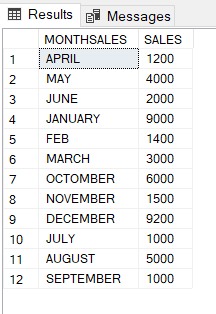 Results Messages
MONTHSALES SALES
1 APRIL 1200
2 MAY 4000
3 JUNE 2000
4 JANUARY 9000
5 FEB 1400
6 MARCH 3000
7 OCTOMBER 6000
8 NOVEMBER 1500
9 DECEMBER 9200
10 JULY 1000
11 AUGUST 5000
12 SEPTEMBER 1000